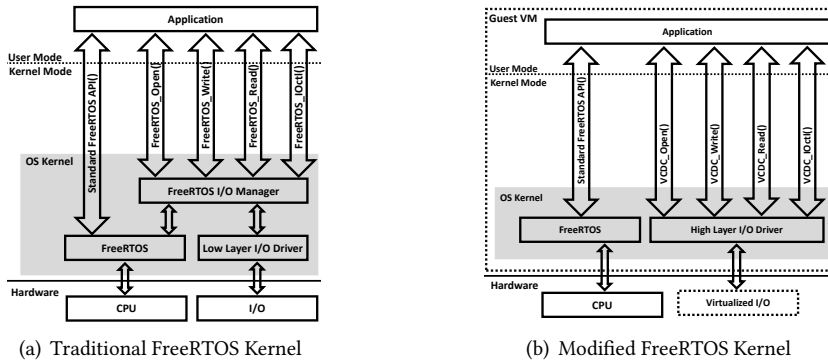 Application
User Mode
Kernel Mode
Standard FreeRTOS API()
FreeRTOS_Open()
FreeRTOS_Write()
FreeRTOS_Read()
FreeRTOS_IOctl()
OS Kernel
FreeRTOS I/O Manager
FreeRTOS
Low Layer I/O Driver
Hardware
CPU
I/O
(a) Traditional FreeRTOS Kernel
Guest VM
Application
User Mode
Kernel Mode
Standard FreeRTOS API()
VCDC_Open()
VCDC_Write()
VCDC_Read()
VCDC_IOctl()
OS Kernel
FreeRTOS
High Layer I/O Driver
Hardware
CPU
Virtualized I/O
(b) Modified FreeRTOS Kernel